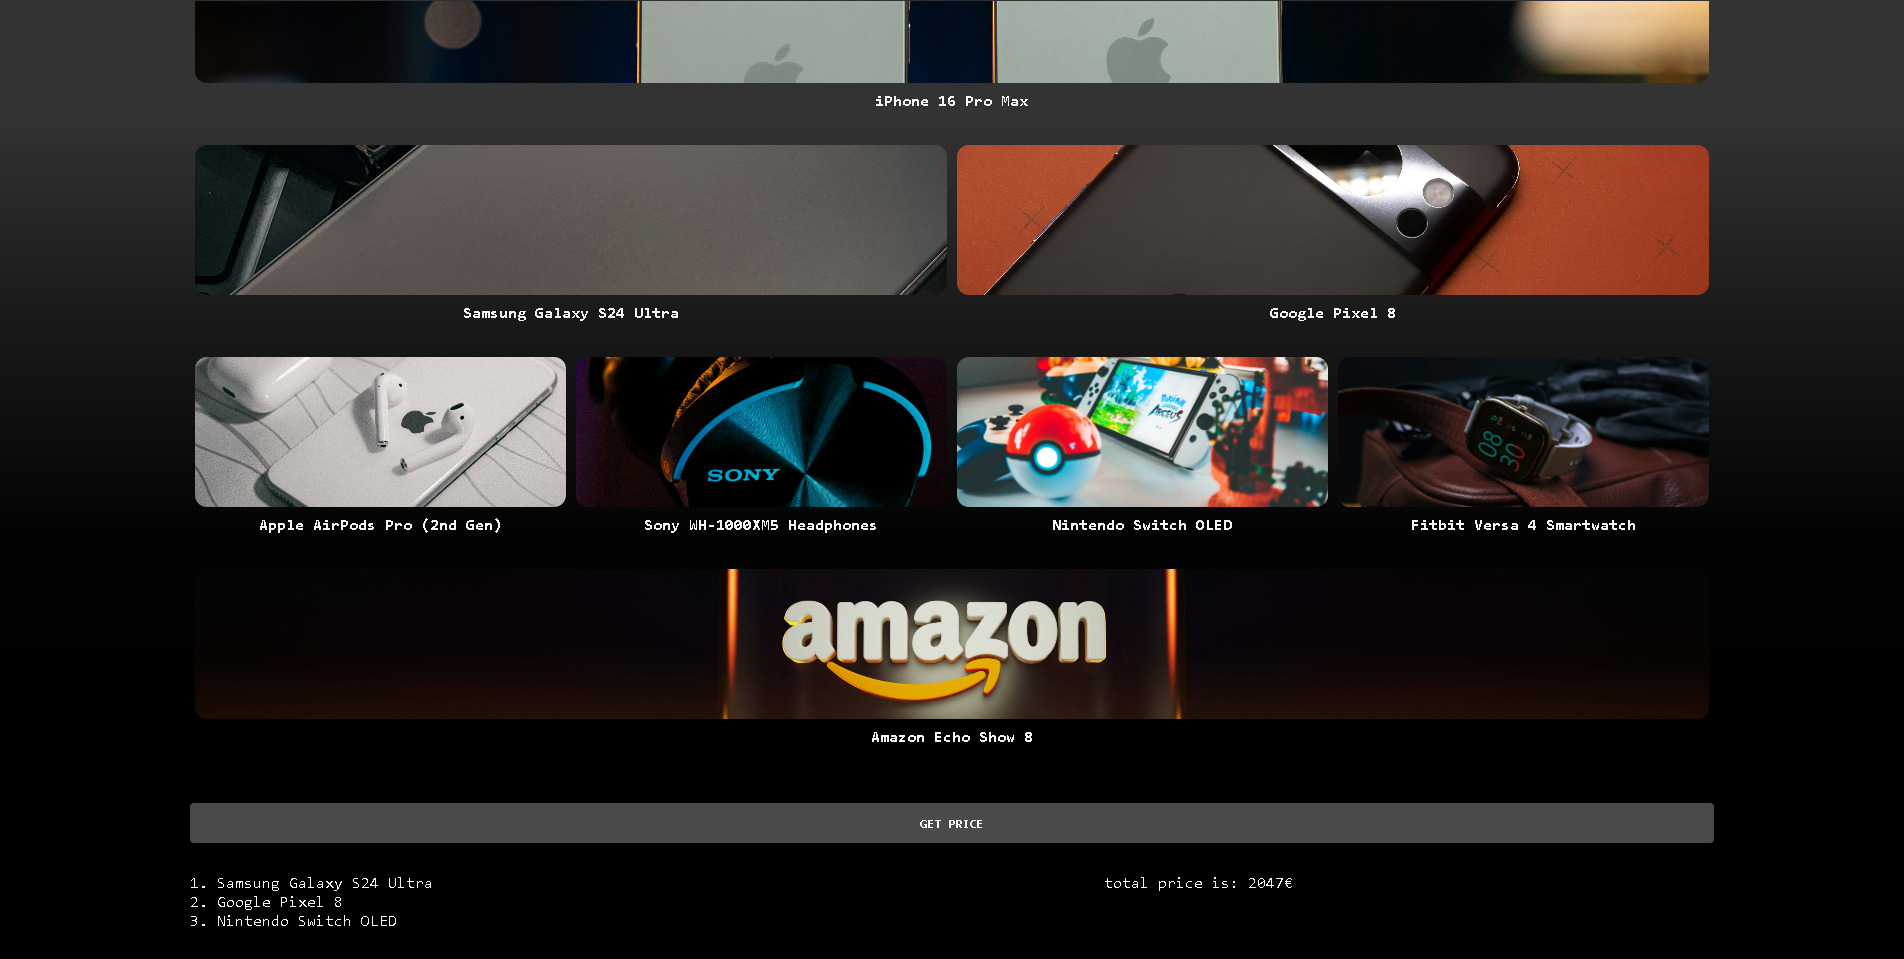 iPhone 16 Pro Max
Samsung Galaxy S24 Ultra
Google Pixel 8
SONY
POKÉMON
LEGENDS
ARCEUS
08
30
Apple AirPods Pro (2nd Gen)
Sony WH-1000XM5 Headphones
Nintendo Switch OLED
Fitbit Versa 4 Smartwatch
amazon
Amazon Echo Show 8
GET PRICE
1. Samsung Galaxy S24 Ultra
2. Google Pixel 8
3. Nintendo Switch OLED
total price is: 2047€